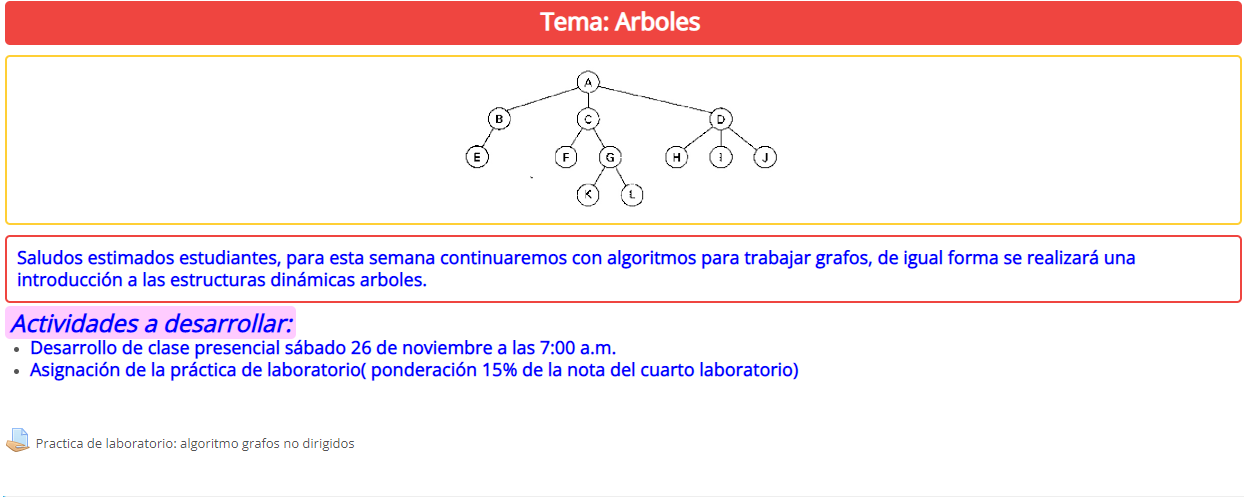 Tema: Arboles
A
B
C
D
E
F
G
H
I
J
K
L
Saludos estimados estudiantes, para esta semana continuaremos con algoritmos para trabajar grafos, de igual forma se realizará una
introducción a las estructuras dinámicas arboles.
Actividades a desarrollar:
Desarrollo de clase presencial sábado 26 de noviembre a las 7:00 a.m.
Asignación de la práctica de laboratorio( ponderación 15% de la nota del cuarto laboratorio)
Practica de laboratorio: algoritmo grafos no dirigidos